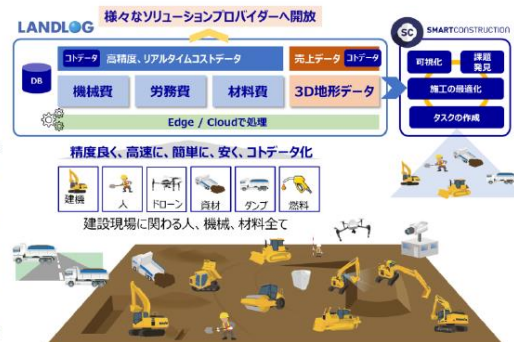 様々なソリューションプロバイダーへ開放
LANDLOG
SC SMARTCONSTRUCTION
DB
コトデータ 高精度、リアルタイムコストデータ
売上データ コトデータ
機械費 労務費 材料費 3D地形データ
Edge / Cloudで処理
可視化 課題発見
施工の最適化
タスクの作成
精度良く、高速に、簡単に、安く、コトデータ化
建機 人 ドローン 資材 ダンプ 燃料
建設現場に関わる人、機械、材料全て